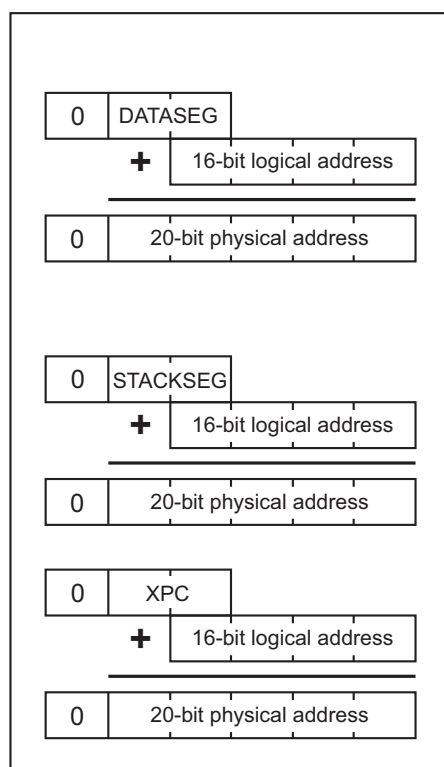 0 DATASEG
+ 16-bit logical address
0 20-bit physical address
0 STACKSEG
+ 16-bit logical address
0 20-bit physical address
0 XPC
+ 16-bit logical address
0 20-bit physical address